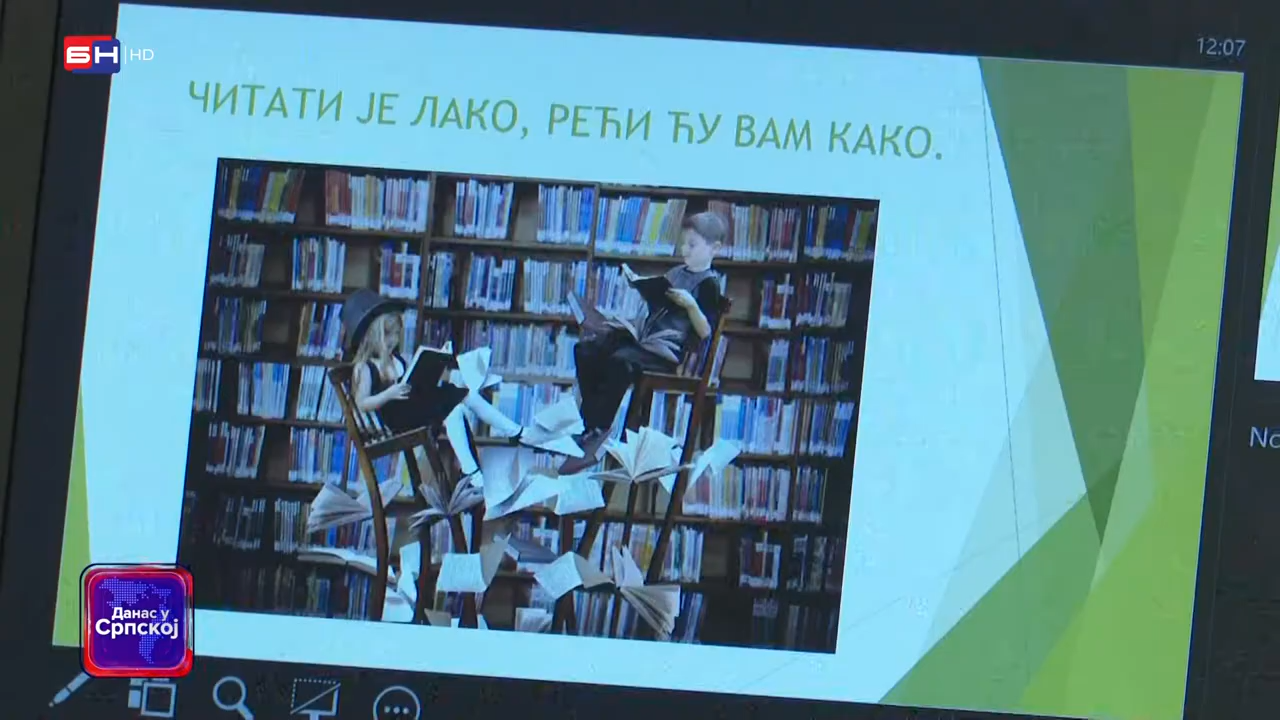 БН HD
12:07
ЧИТАТИ ЈЕ ЛАКО, РЕЋИ ЋУ ВАМ КАКО.
Данас у
Српској